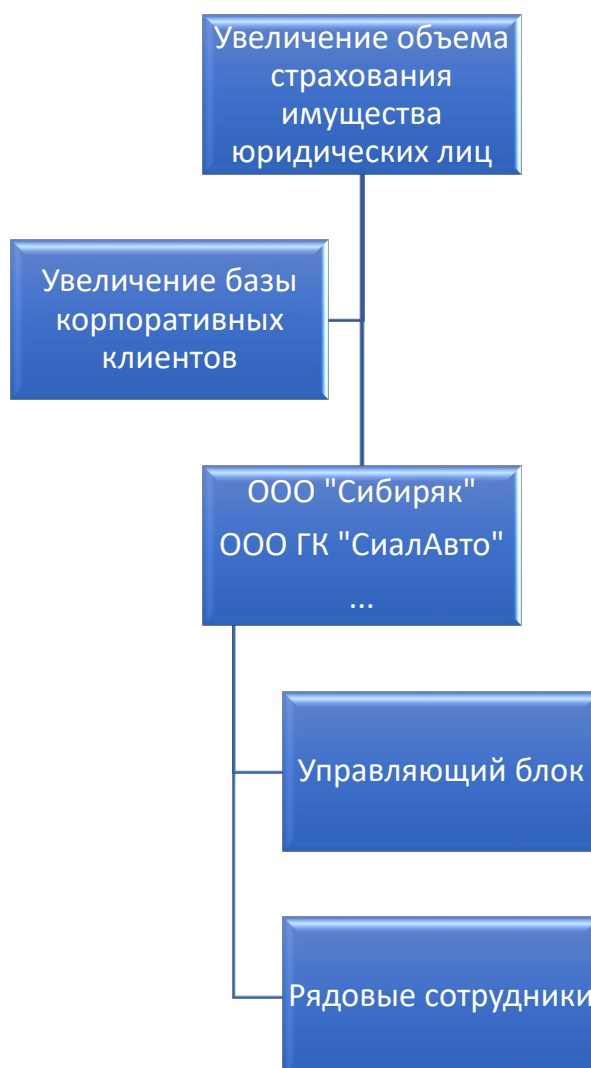 Увеличение объема
страхования
имущества
юридических лиц
Увеличение базы
корпоративных
клиентов
ООО "Сибиряк"
ООО ГК "СиалАвто"
...
Управляющий блок
Рядовые сотрудники